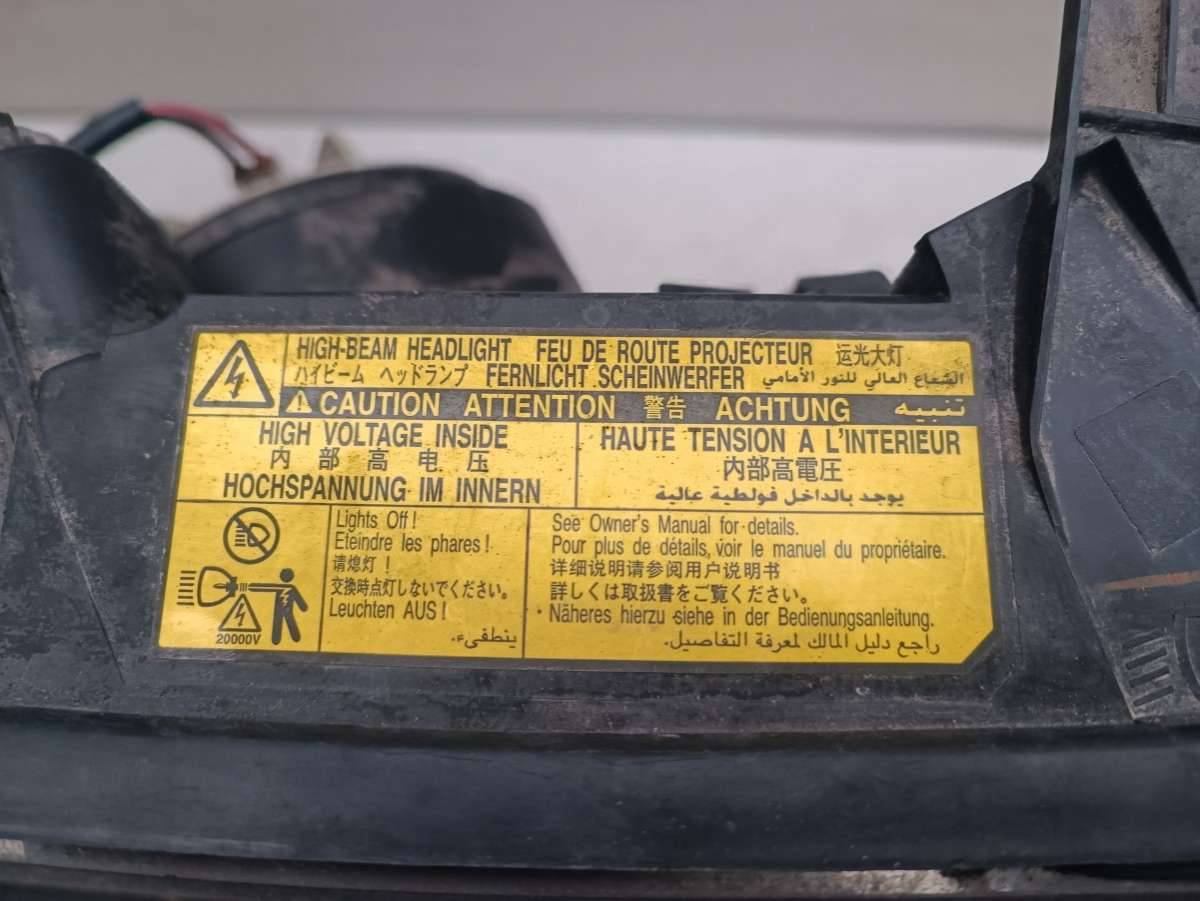 HIGH-BEAM HEADLIGHT FEU DE ROUTE PROJECTEUR 远光大灯
ハイビーム ヘッドランプ FERNLICHT SCHEINWERFER الشعاع العالي للنور الأمامي
CAUTION ATTENTION 警告 ACHTUNG تنبيه
HIGH VOLTAGE INSIDE
内部高电压
HOCHSPANNUNG IM INNERN
HAUTE TENSION A L'INTERIEUR
内部高電圧
يوجد بالداخل فولطية عالية
20000V
Lights Off !
Eteindre les phares !
请熄灯 !
交換時点灯しないでください。
Leuchten AUS !
ينطفىء.
See Owner's Manual for details.
Pour plus de détails, voir le manuel du propriétaire.
详细说明请参阅用户说明书
詳しくは取扱書をご覧ください。
Näheres hierzu siehe in der Bedienungsanleitung.
راجع دليل المالك لمعرفة التفاصيل.